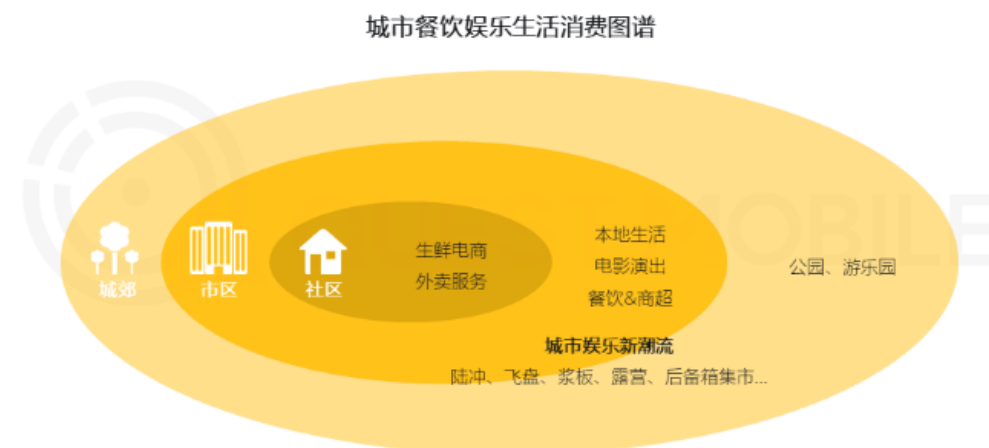 城市餐饮娱乐生活消费图谱
城郊
市区
社区
生鲜电商
外卖服务
本地生活
电影演出
餐饮&商超
公园、游乐园
城市娱乐新潮流
陆冲、飞盘、浆板、露营、后备箱集市...